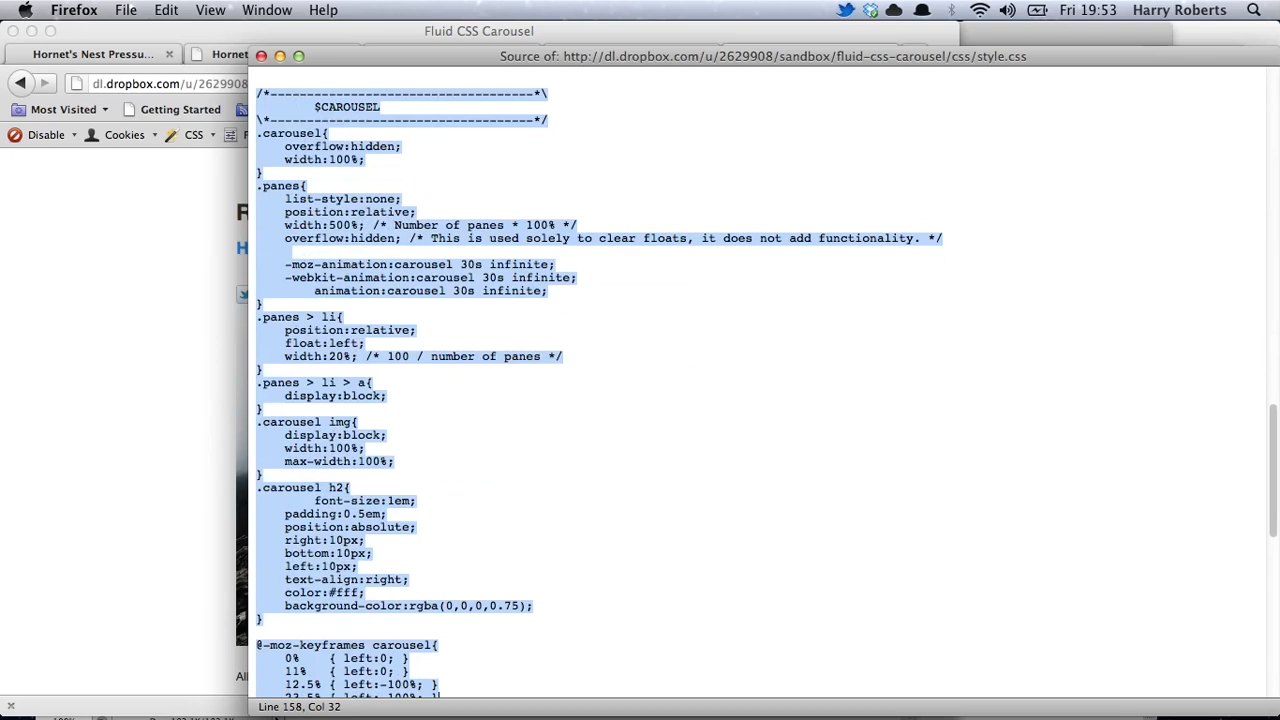 Firefox File Edit View Window Help Fri 19:53 Harry Roberts
Fluid CSS Carousel
Hornet's Nest Pressu... Hornet
Source of: http://dl.dropbox.com/u/2629908/sandbox/fluid-css-carousel/css/style.css
dl.dropbox.com/u/2629908
Most Visited Getting Started
Disable Cookies CSS
/*------------------------------------*\
$CAROUSEL
\*------------------------------------*/
.carousel{
overflow:hidden;
width:100%;
}
.panes{
list-style:none;
position:relative;
width:500%; /* Number of panes * 100% */
overflow:hidden; /* This is used solely to clear floats, it does not add functionality. */
-moz-animation:carousel 30s infinite;
-webkit-animation:carousel 30s infinite;
animation:carousel 30s infinite;
}
.panes > li{
position:relative;
float:left;
width:20%; /* 100 / number of panes */
}
.panes > li > a{
display:block;
}
.carousel img{
display:block;
width:100%;
max-width:100%;
}
.carousel h2{
font-size:1em;
padding:0.5em;
position:absolute;
right:10px;
bottom:10px;
left:10px;
text-align:right;
color:#fff;
background-color:rgba(0,0,0,0.75);
}
@-moz-keyframes carousel{
0% { left:0; }
11% { left:0; }
12.5% { left:-100%; }
23.5% { left:-100%; }
Line 158, Col 32